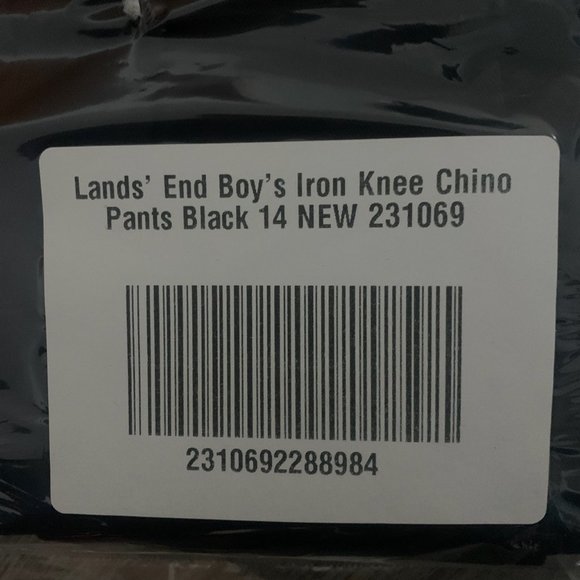 Lands' End Boy's Iron Knee Chino
Pants Black 14 NEW 231069
2310692288984